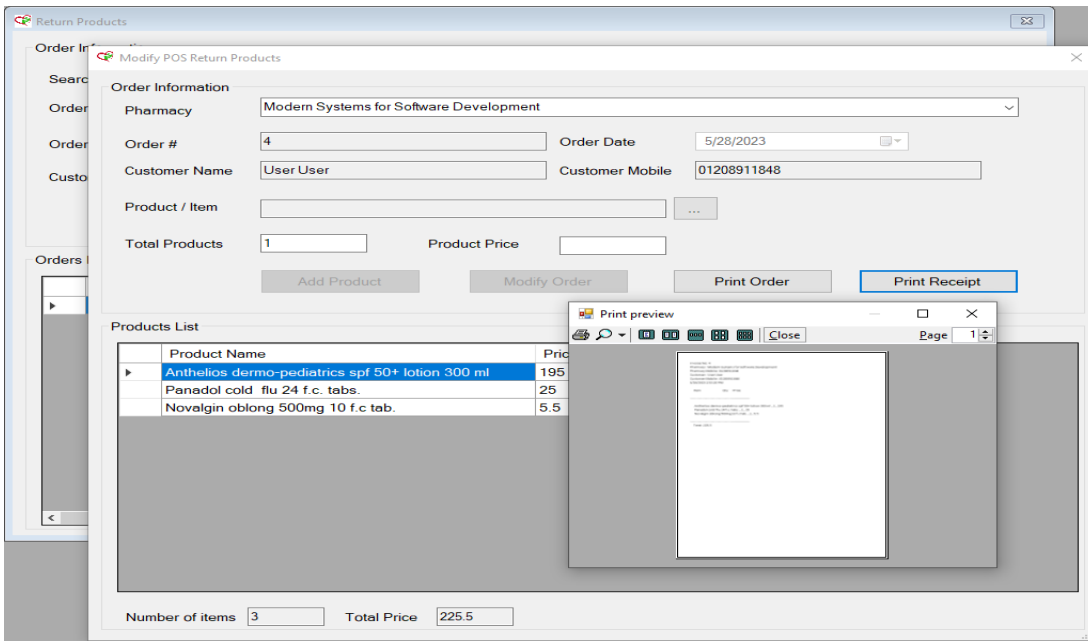 Return Products
Order In
Modify POS Return Products
Searc
Order Information
Order
Pharmacy
Modern Systems for Software Development
Order
Order #
4
Order Date
5/28/2023
Custo
Customer Name
User User
Customer Mobile
01208911848
Product / Item
...
Total Products
1
Product Price
Orders
Add Product
Modify Order
Print Order
Print Receipt
Print preview
Close
Page
1
Products List
Product Name
Pric
Anthelios dermo-pediatrics spf 50+ lotion 300 ml
195
Panadol cold flu 24 f.c. tabs.
25
Novalgin oblong 500mg 10 f.c tab.
5.5
Number of items
3
Total Price
225.5